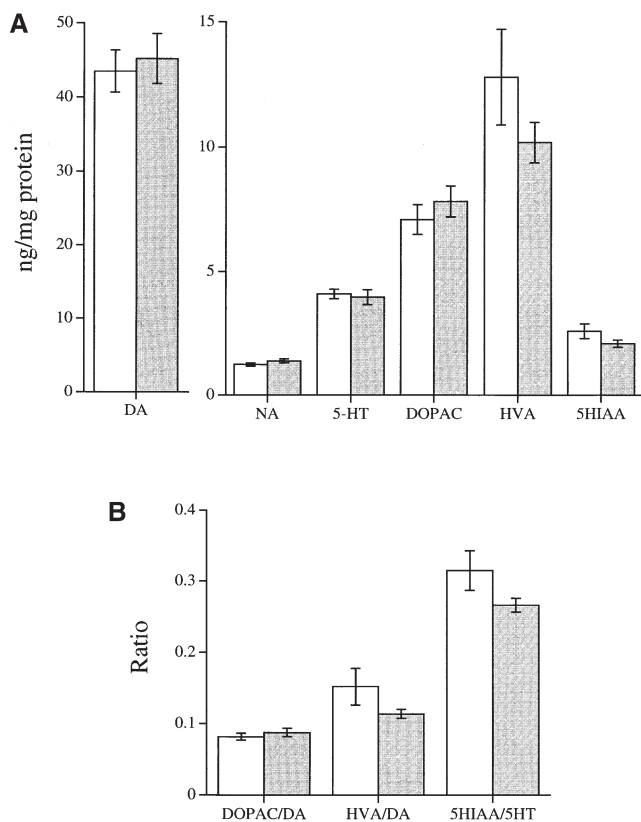 A
50
40
30
20
10
0
ng/mg protein
DA
15
10
5
0
NA 5-HT DOPAC HVA 5HIAA
B
0.4
0.3
0.2
0.1
0
Ratio
DOPAC/DA HVA/DA 5HIAA/5HT